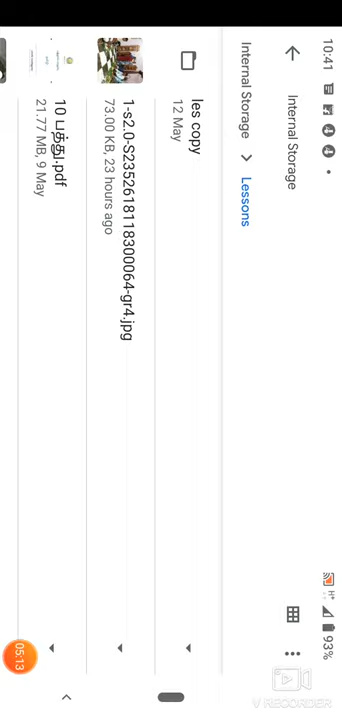 10:41
H+
93%
Internal Storage
Internal Storage
Lessons
les copy
12 May
1-s2.0-S2352618118300064-gr4.jpg
73.00 KB, 23 hours ago
10 பத்து.pdf
21.77 MB, 9 May
05:13
V RECORDER